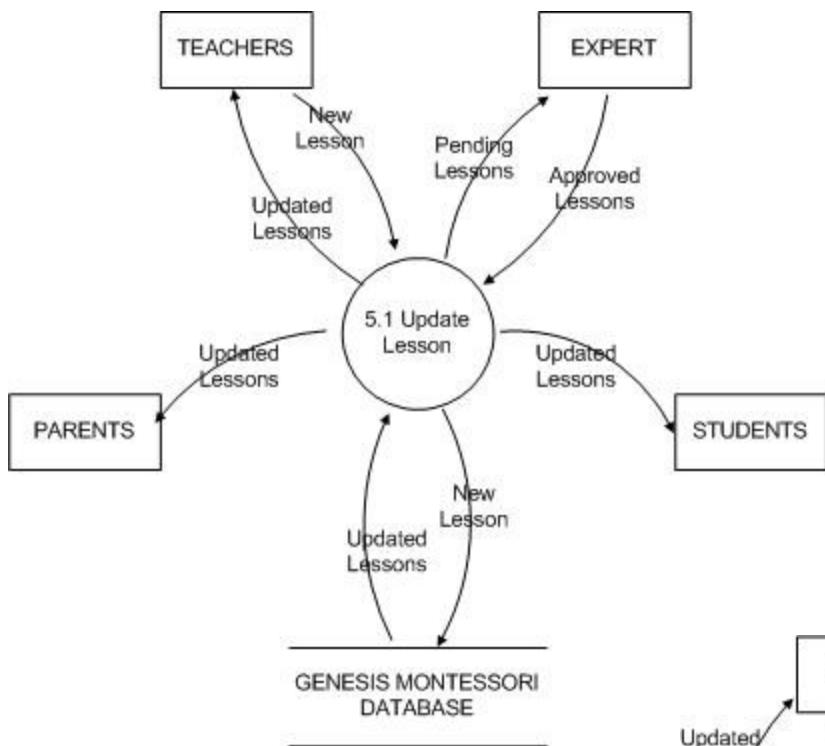 TEACHERS
EXPERT
New
Lesson
Pending
Lessons
Approved
Lessons
Updated
Lessons
5.1 Update
Lesson
Updated
Lessons
Updated
Lessons
PARENTS
STUDENTS
New
Lesson
Updated
Lessons
GENESIS MONTESSORI
DATABASE
Updated